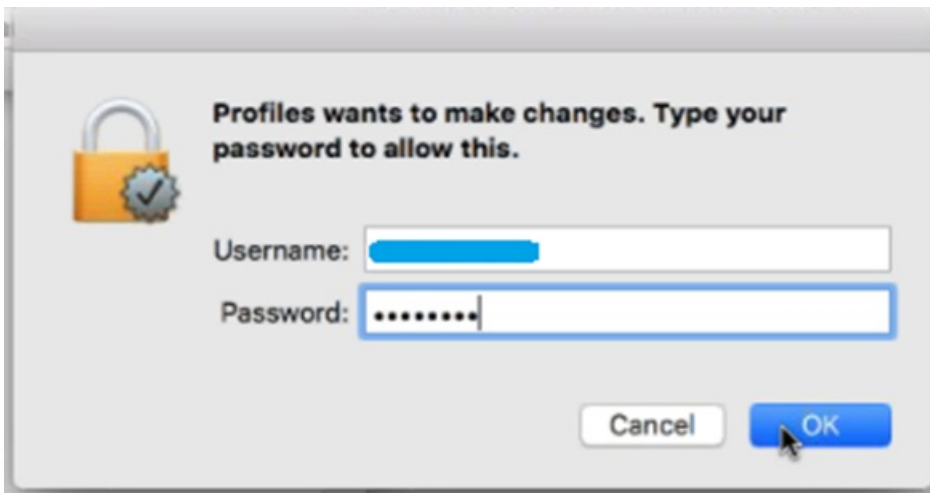 Profiles wants to make changes. Type your
password to allow this.
Username:
Password: ••••••••
Cancel
OK